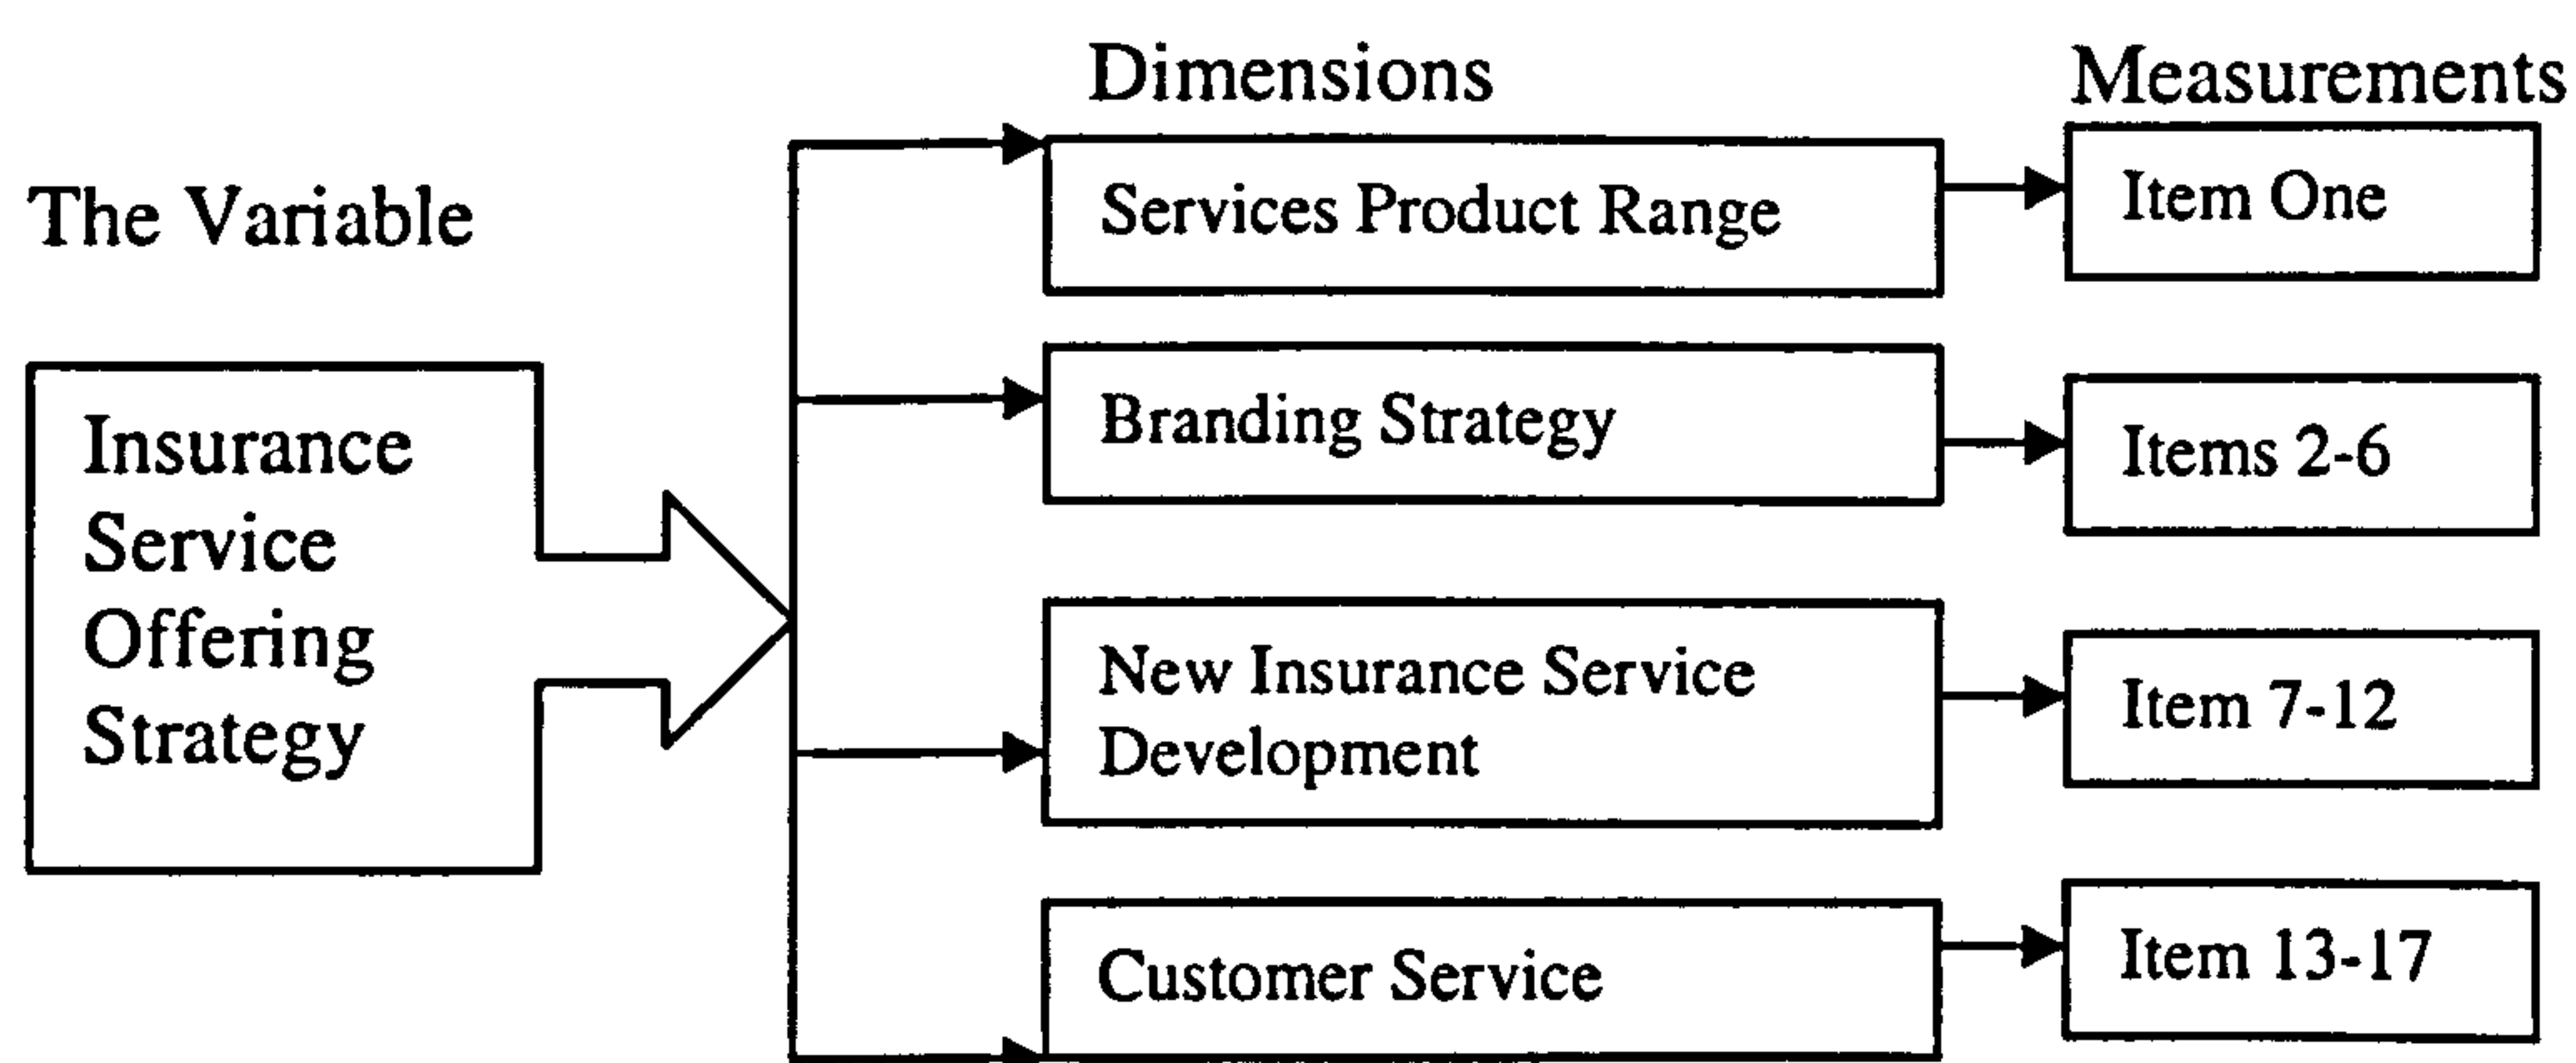 Dimensions
Measurements
The Variable
Services Product Range
Item One
Insurance
Service
Offering
Strategy
Branding Strategy
Items 2-6
New Insurance Service
Development
Item 7-12
Customer Service
Item 13-17